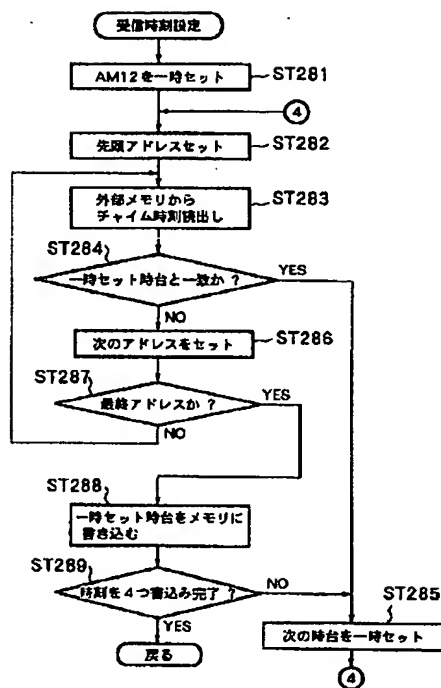 受信時刻設定
AM12を一時セット
ST281
4
先頭アドレスセット
ST282
外部メモリから
チャイム時刻読出し
ST283
ST284
一時セット時台と一致か ?
YES
NO
次のアドレスをセット
ST286
ST287
最終アドレスか ?
YES
NO
ST288
一時セット時台をメモリに
書き込む
ST289
時刻を4つ書込み完了 ?
NO
YES
ST285
次の時台を一時セット
戻る
4